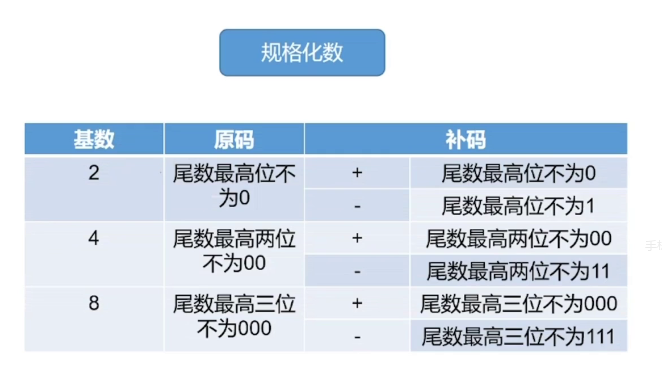 规格化数
基数 原码 补码
2 尾数最高位不为0 + 尾数最高位不为0
- 尾数最高位不为1
4 尾数最高两位不为00 + 尾数最高两位不为00
- 尾数最高两位不为11
8 尾数最高三位不为000 + 尾数最高三位不为000
- 尾数最高三位不为111